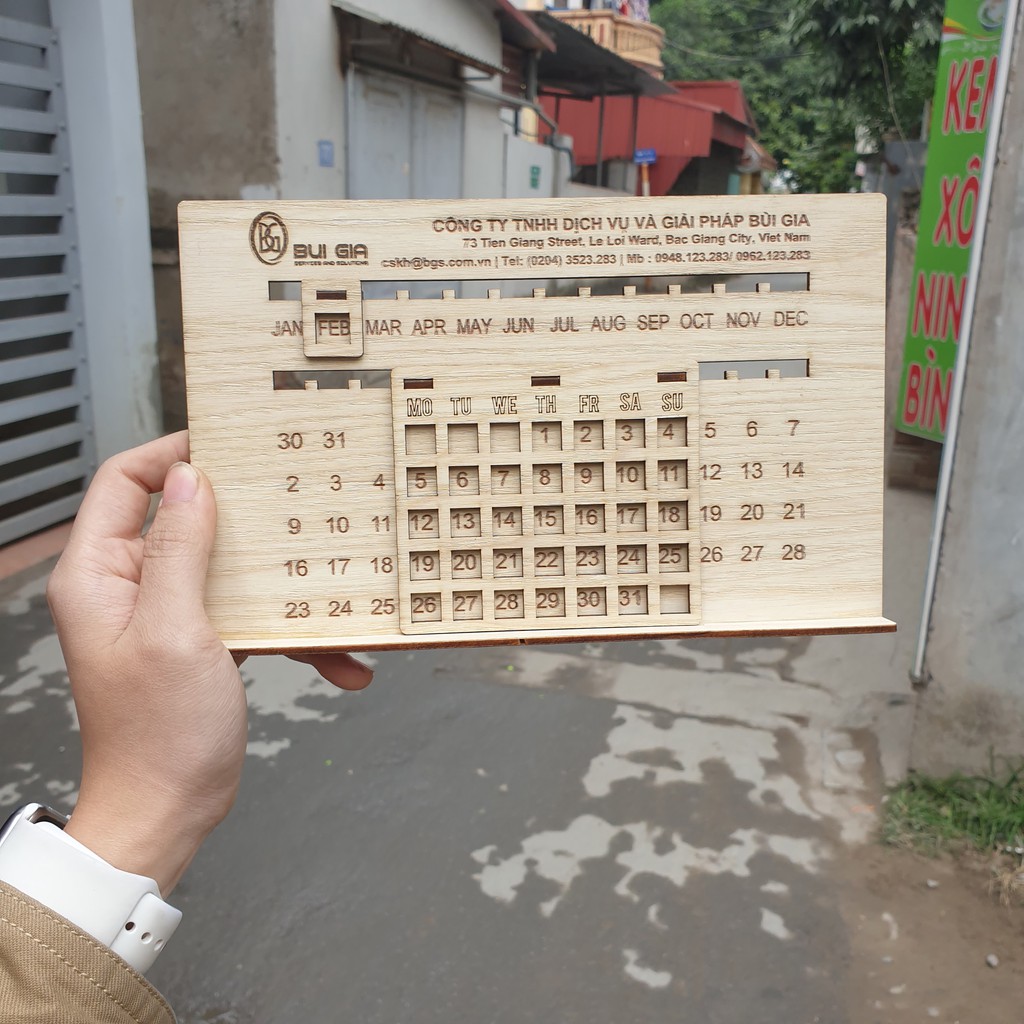 BG
BUI GIA
SERVICES AND SOLUTIONS
CÔNG TY TNHH DỊCH VỤ VÀ GIẢI PHÁP BÙI GIA
73 Tien Giang Street, Le Loi Ward, Bac Giang City, Viet Nam
cskh@bgs.com.vn | Tel: (0204) 3523.283 | Mb : 0948.123.283/ 0962.123.283
JAN FEB MAR APR MAY JUN JUL AUG SEP OCT NOV DEC
MO TU WE TH FR SA SU
30 31 1 2 3 4 5 6 7
2 3 4 5 6 7 8 9 10 11 12 13 14
9 10 11 12 13 14 15 16 17 18 19 20 21
16 17 18 19 20 21 22 23 24 25 26 27 28
23 24 25 26 27 28 29 30 31
KEM
XÔ
NINH
BÌNH